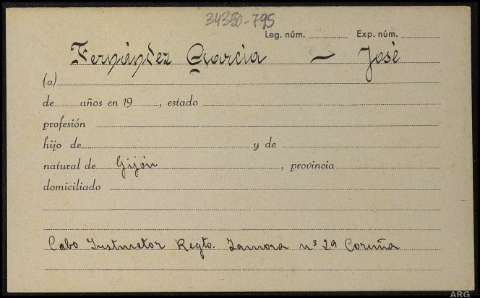 34380-795
Leg. núm. Exp. núm.
Fernández García — José
(a)
de años en 19 , estado
profesión
hijo de y de
natural de Gijón , provincia
domiciliado
Cabo Instructor Regto. Zamora nº 29 Coruña
ARG